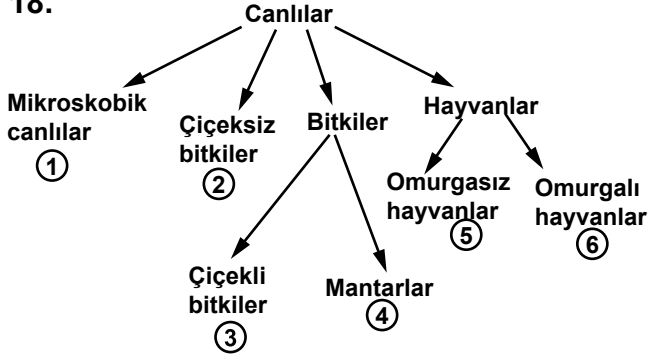 18.
Canlılar
Mikroskobik
canlılar
1
Çiçeksiz
bitkiler
2
Bitkiler
Hayvanlar
Omurgasız
hayvanlar
5
Omurgalı
hayvanlar
6
Çiçekli
bitkiler
3
Mantarlar
4